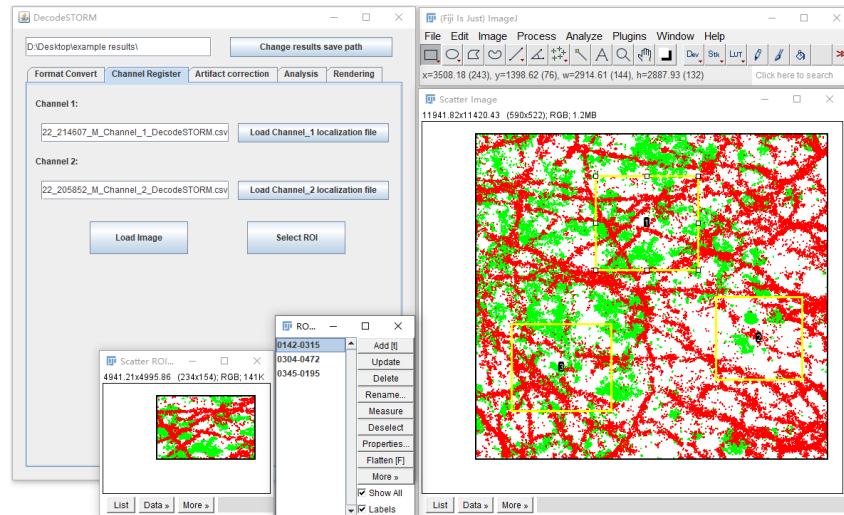 DecodeSTORM
D:\Desktop\example results\
Change results save path
Format Convert
Channel Register
Artifact correction
Analysis
Rendering
Channel 1:
22_214607_M_Channel_1_DecodeSTORM.csv
Load Channel_1 localization file
Channel 2:
22_205852_M_Channel_2_DecodeSTORM.csv
Load Channel_2 localization file
Load Image
Select ROI
Scatter ROI...
4941.21x4995.86 (234x154); RGB; 141K
List
Data »
More »
RO...
0142-0315
0304-0472
0345-0195
Add [t]
Update
Delete
Rename...
Measure
Deselect
Properties...
Flatten [F]
More »
Show All
Labels
(Fiji Is Just) ImageJ
File Edit Image Process Analyze Plugins Window Help
Dev Stk LUT
x=3508.18 (243), y=1398.62 (76), w=2914.61 (144), h=2887.93 (132)
Click here to search
Scatter Image
11941.82x11420.43 (590x522); RGB; 1.2MB
1
2
3
List
Data »
More »